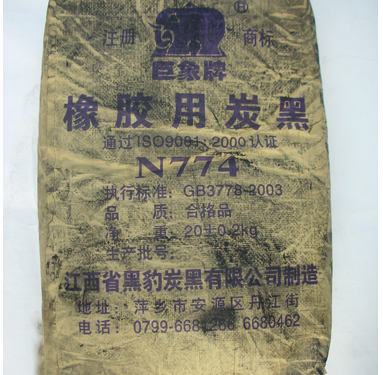 注册 ® 商标
巨象牌
橡胶用炭黑
通过ISO9001:2000认证
N774
执行标准: GB3778-2003
品 质: 合格品
净 重: 20±0.2kg
生产批号:
江西省黑豹炭黑有限公司制造
地址: 萍乡市安源区丹江街
电话: 0799-6681266 6680462